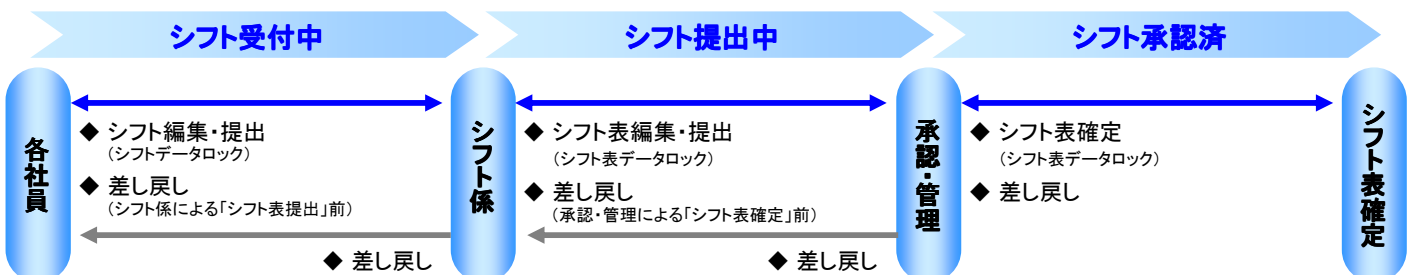 シフト受付中
シフト提出中
シフト承認済
各社員
◆ シフト編集・提出
(シフトデータロック)
◆ 差し戻し
(シフト係による「シフト表提出」前)
◆ 差し戻し
シフト係
◆ シフト表編集・提出
(シフト表データロック)
◆ 差し戻し
(承認・管理による「シフト表確定」前)
◆ 差し戻し
承認・管理
◆ シフト表確定
(シフト表データロック)
◆ 差し戻し
シフト表確定